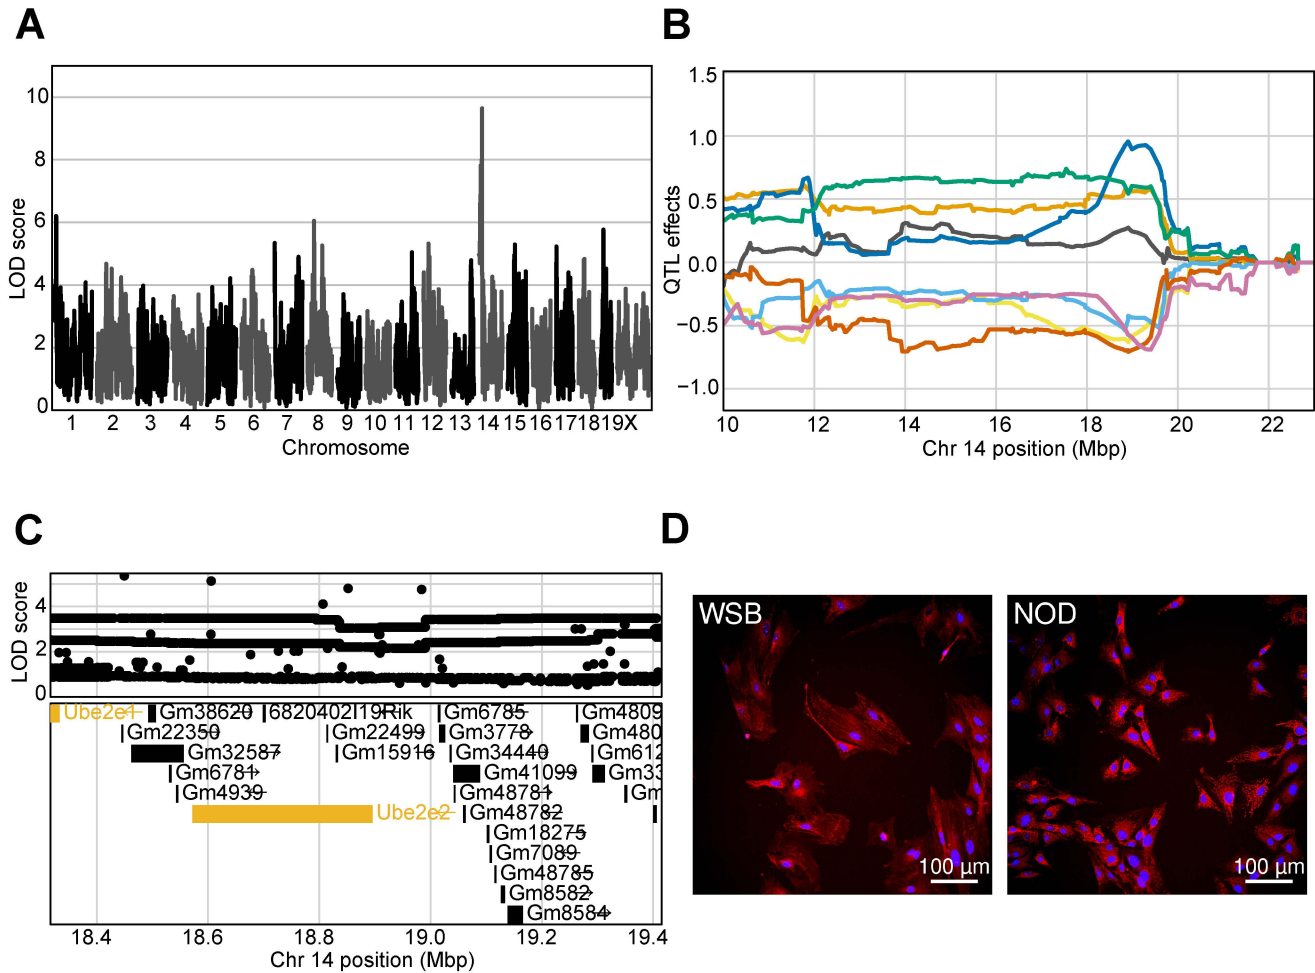 A
B
10
8
6
4
2
0
LOD score
1 2 3 4 5 6 7 8 9 10 11 12 13 14 15 16 17 18 19 X
Chromosome
1.5
1.0
0.5
0.0
−0.5
−1.0
QTL effects
10 12 14 16 18 20 22
Chr 14 position (Mbp)
C
D
4
2
0
LOD score
Ube2e1 Gm38620 6820402I19Rik Gm6785 Gm4809
Gm22350 Gm22499 Gm3778 Gm480
Gm32587 Gm15916 Gm34440 Gm612
Gm6781 Gm41099 Gm33
Gm4939 Gm48781 Gm
Ube2e2 Gm48782
Gm18275
Gm7089
Gm48785
Gm8582
Gm8584
18.4 18.6 18.8 19.0 19.2 19.4
Chr 14 position (Mbp)
WSB
100 µm
NOD
100 µm